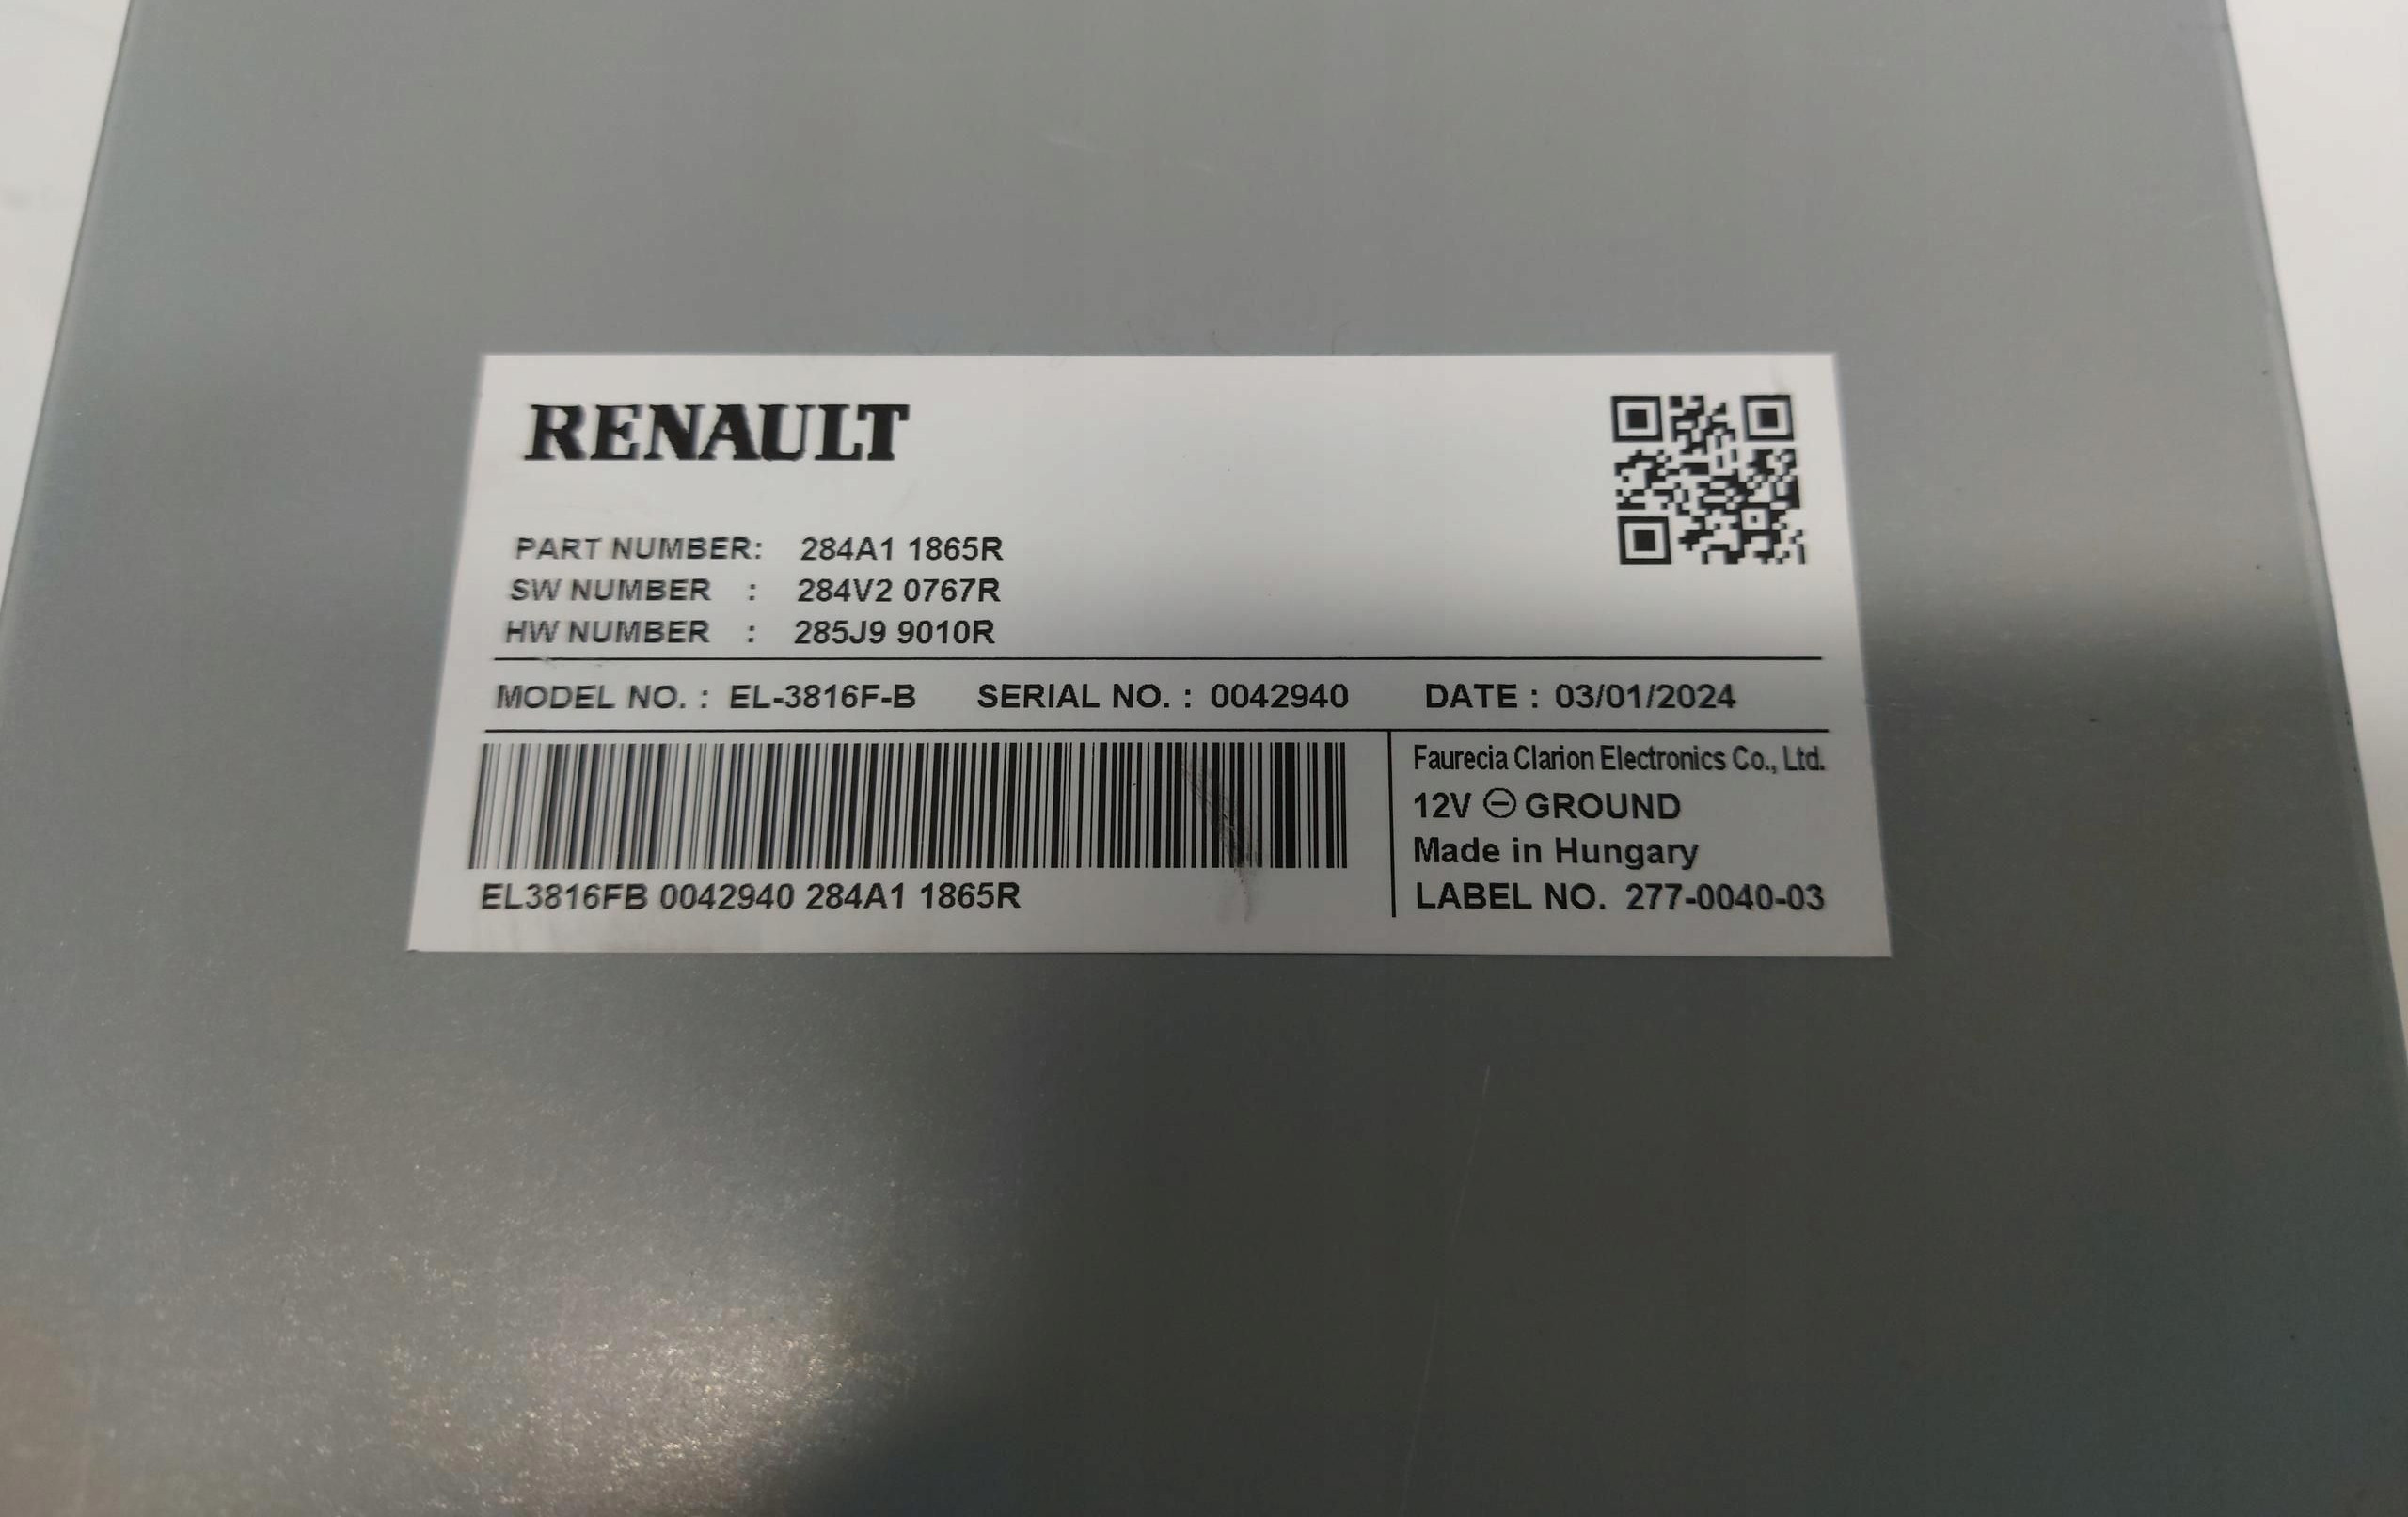 RENAULT
PART NUMBER: 284A1 1865R
SW NUMBER : 284V2 0767R
HW NUMBER : 285J9 9010R
MODEL NO. : EL-3816F-B SERIAL NO. : 0042940 DATE : 03/01/2024
EL3816FB 0042940 284A1 1865R
Faurecia Clarion Electronics Co., Ltd.
12V ⊖ GROUND
Made in Hungary
LABEL NO. 277-0040-03